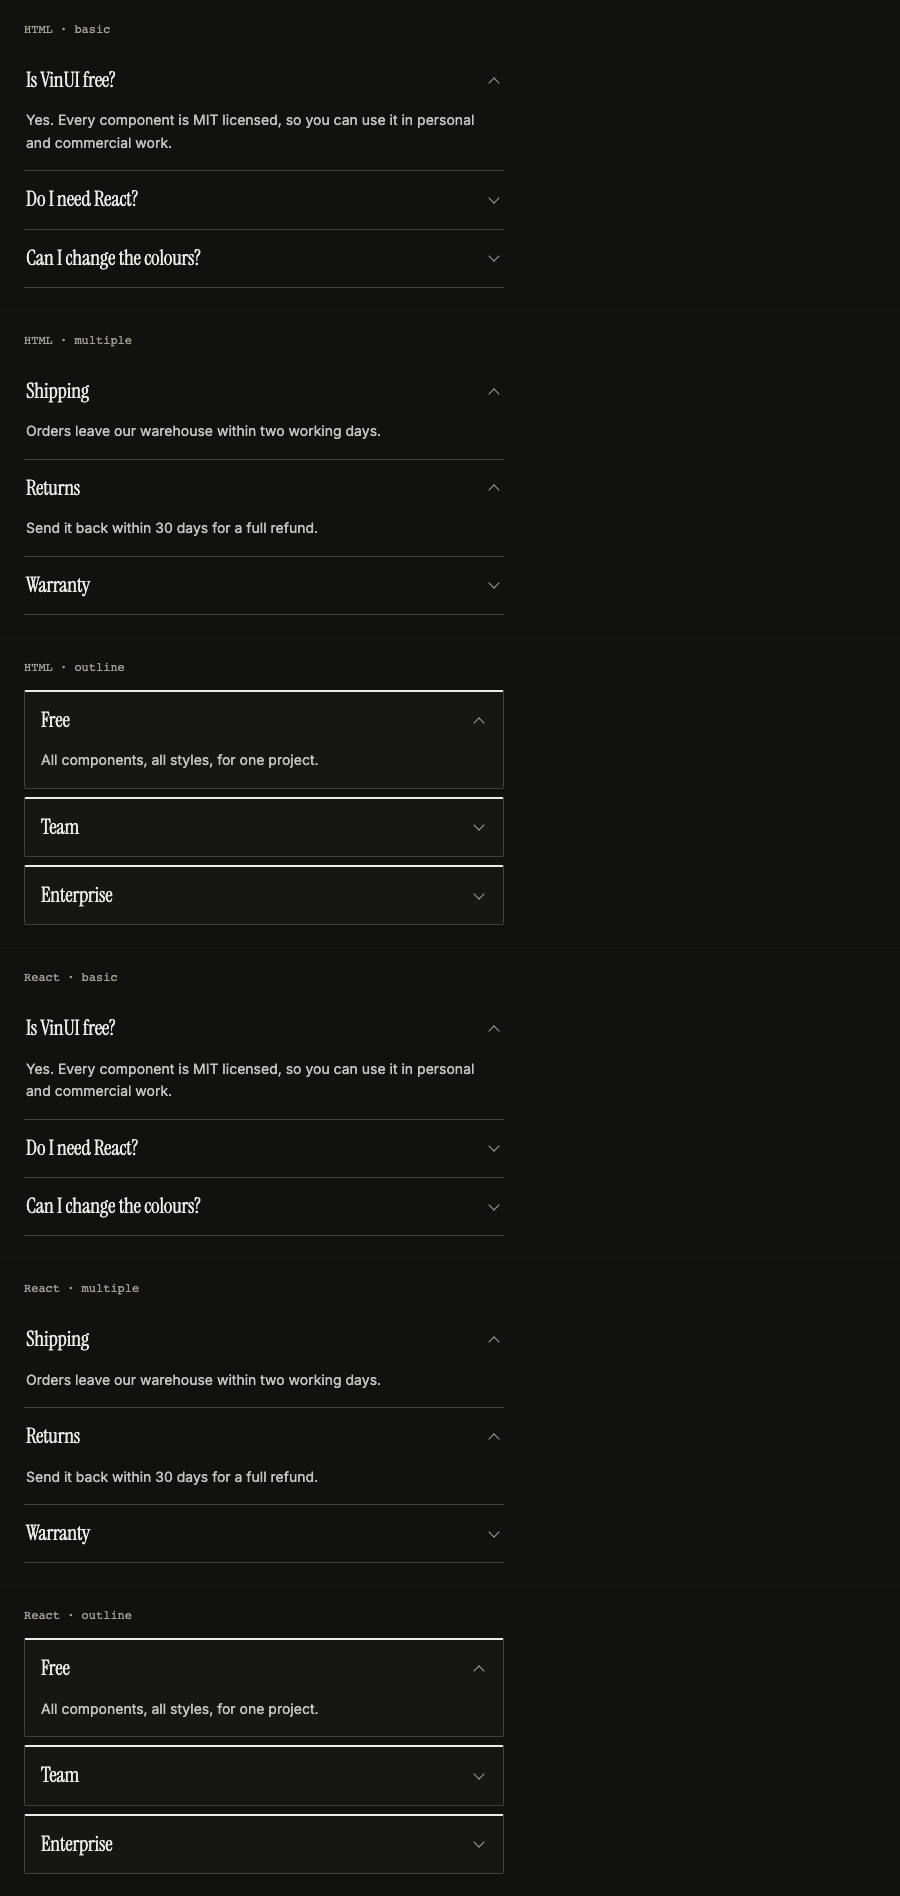 HTML · basic
Is VinUI free?
Yes. Every component is MIT licensed, so you can use it in personal
and commercial work.
Do I need React?
Can I change the colours?
HTML · multiple
Shipping
Orders leave our warehouse within two working days.
Returns
Send it back within 30 days for a full refund.
Warranty
HTML · outline
Free
All components, all styles, for one project.
Team
Enterprise
React · basic
Is VinUI free?
Yes. Every component is MIT licensed, so you can use it in personal
and commercial work.
Do I need React?
Can I change the colours?
React · multiple
Shipping
Orders leave our warehouse within two working days.
Returns
Send it back within 30 days for a full refund.
Warranty
React · outline
Free
All components, all styles, for one project.
Team
Enterprise